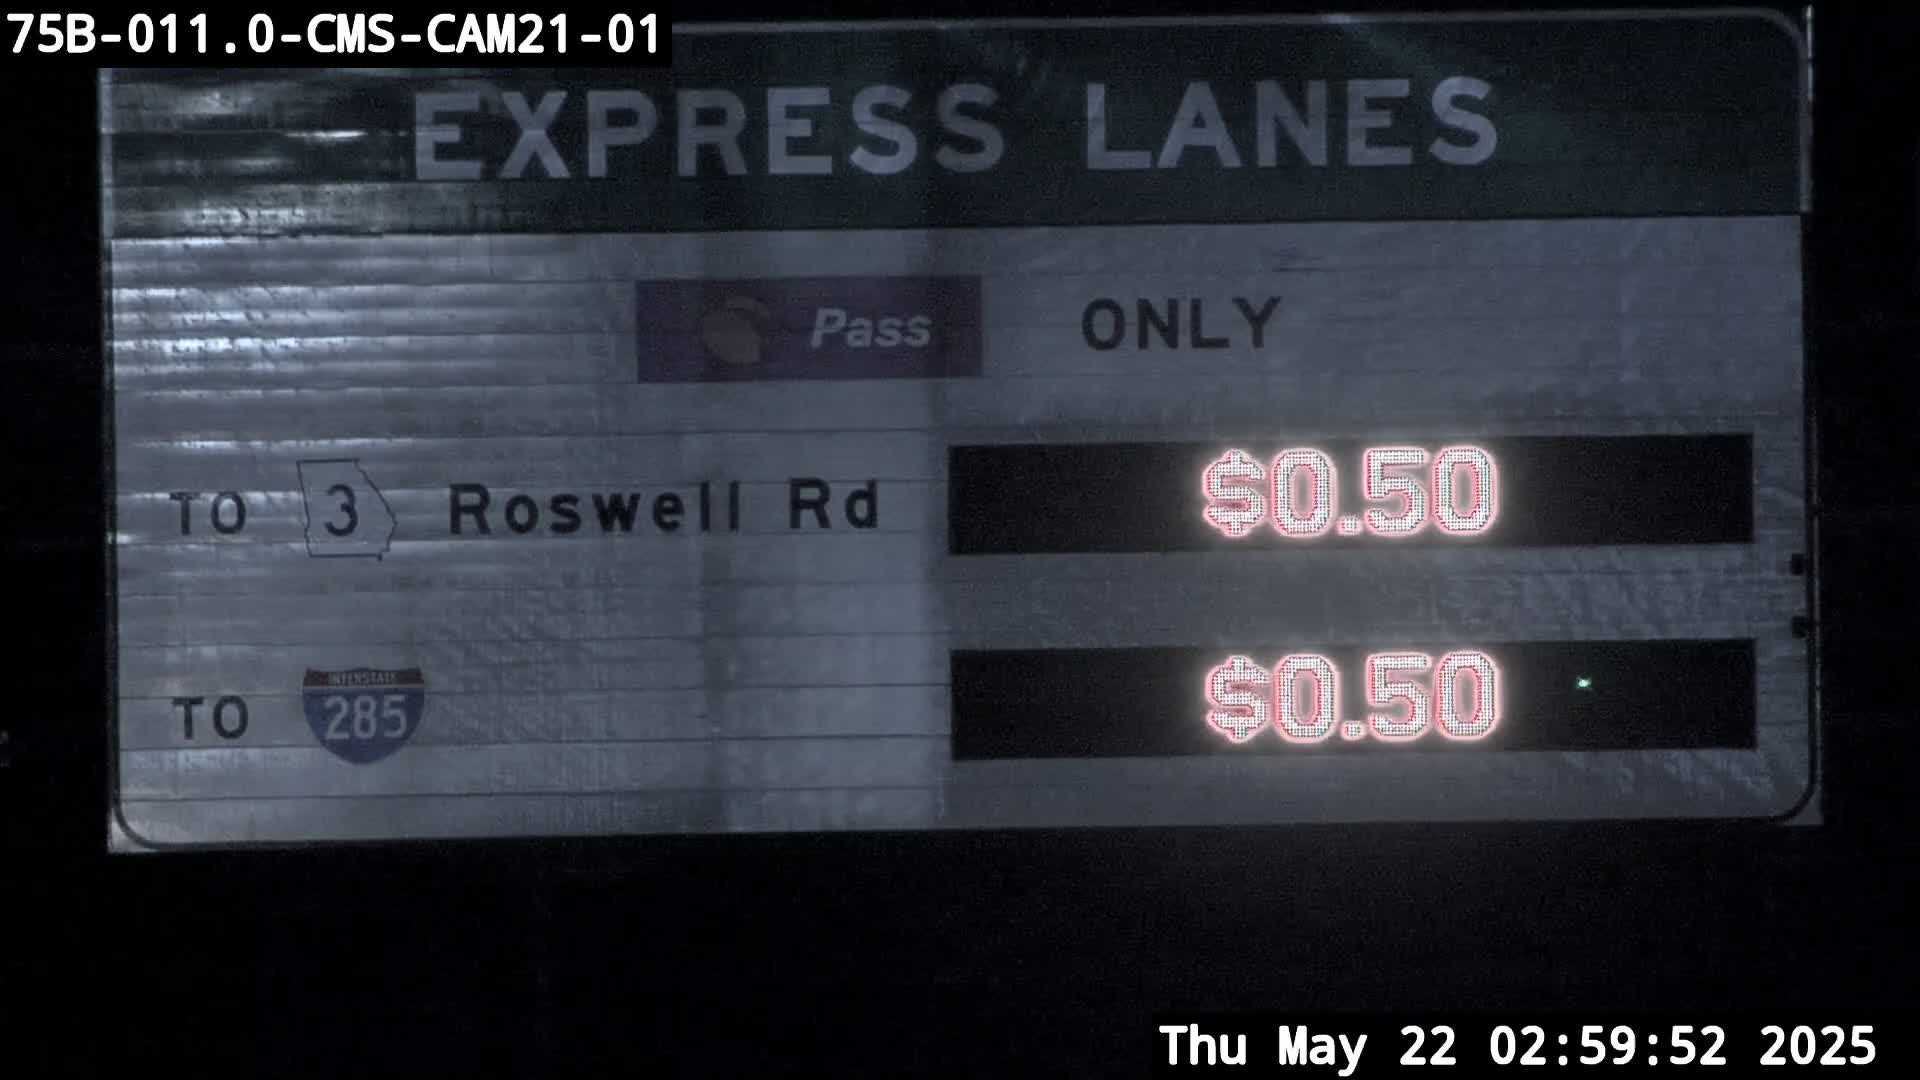 75B-011.0-CMS-CAM21-01
EXPRESS LANES
Pass ONLY
TO 3 Roswell Rd $0.50
INTERSTATE
TO 285 $0.50
Thu May 22 02:59:52 2025